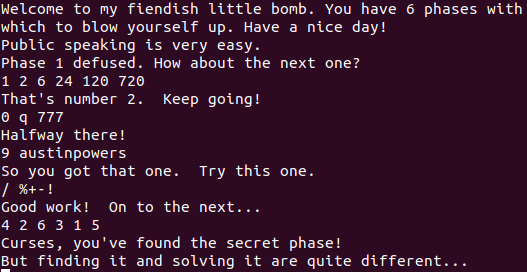 Welcome to my fiendish little bomb. You have 6 phases with
which to blow yourself up. Have a nice day!
Public speaking is very easy.
Phase 1 defused. How about the next one?
1 2 6 24 120 720
That's number 2.  Keep going!
0 q 777
Halfway there!
9 austinpowers
So you got that one.  Try this one.
/ %+-!
Good work!  On to the next...
4 2 6 3 1 5
Curses, you've found the secret phase!
But finding it and solving it are quite different...